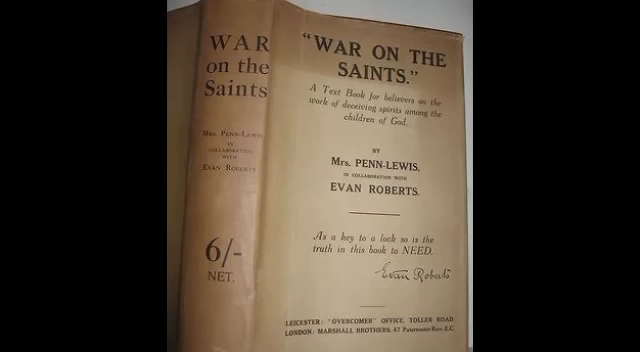 WAR
on the
Saints
Mrs. PENN-LEWIS
IN
COLLABORATION
WITH
EVAN ROBERTS
6/-
NET.
"WAR ON THE
SAINTS."
A Text Book for believers on the
work of deceiving spirits among the
children of God.
BY
Mrs. PENN-LEWIS,
IN COLLABORATION WITH
EVAN ROBERTS.
As a key to a lock so is the
truth in this book to NEED.
Evan Roberts
LEICESTER: "OVERCOMER" OFFICE, TOLLER ROAD.
LONDON: MARSHALL BROTHERS, 47 Paternoster Row, E.C.